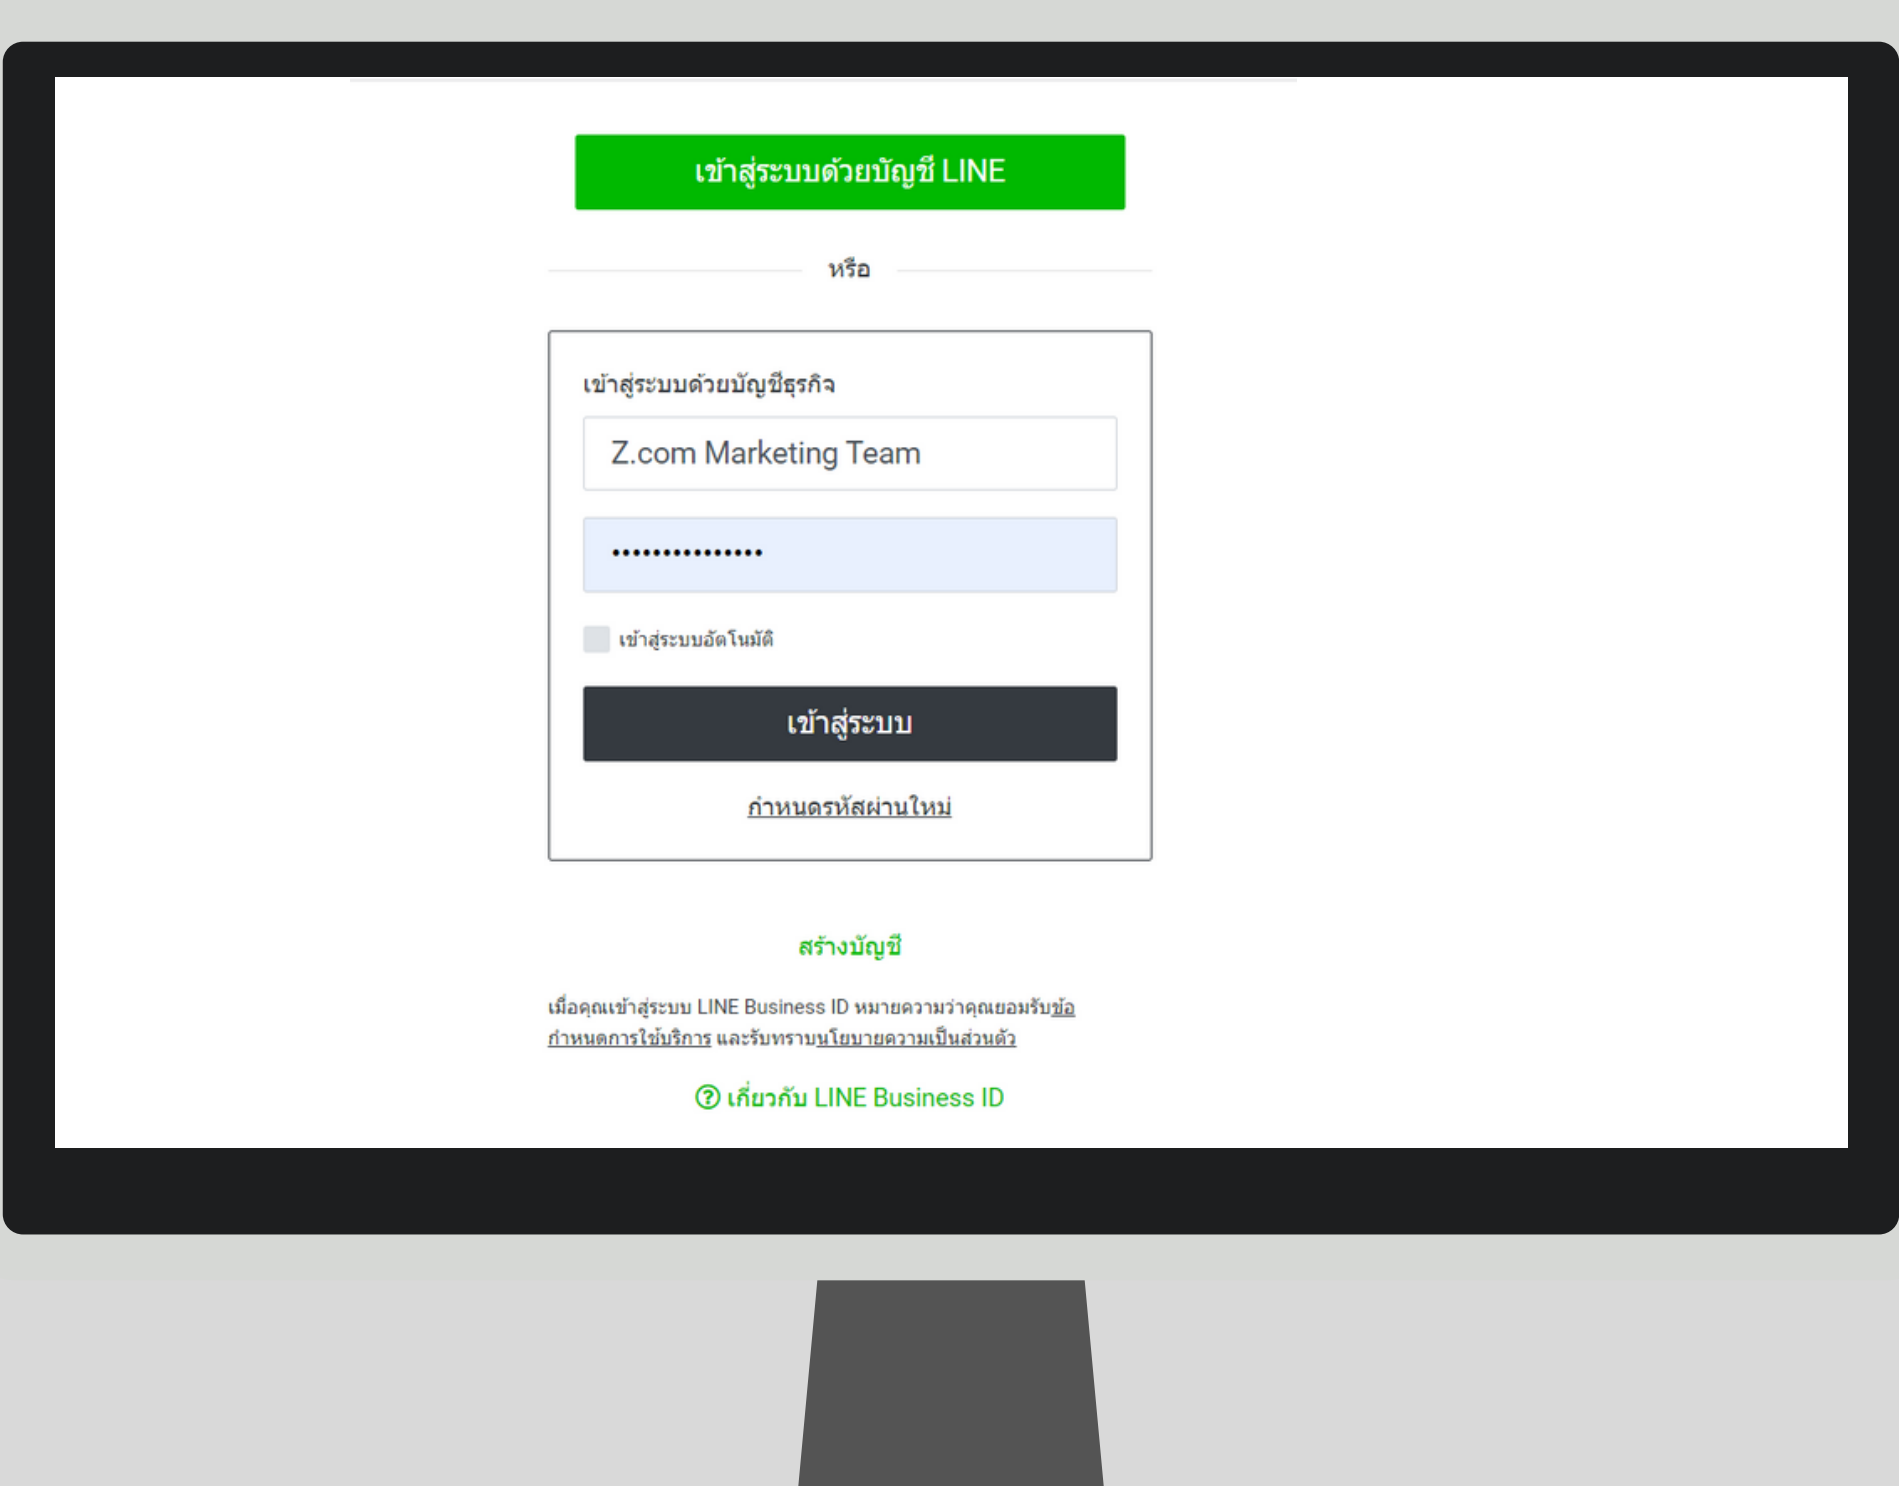 เข้าสู่ระบบด้วยบัญชี LINE
หรือ
เข้าสู่ระบบด้วยบัญชีธุรกิจ
Z.com Marketing Team
•••••••••••••••
เข้าสู่ระบบอัตโนมัติ
เข้าสู่ระบบ
กำหนดรหัสผ่านใหม่
สร้างบัญชี
เมื่อคุณเข้าสู่ระบบ LINE Business ID หมายความว่าคุณยอมรับข้อ
กำหนดการใช้บริการ และรับทราบนโยบายความเป็นส่วนตัว
? เกี่ยวกับ LINE Business ID